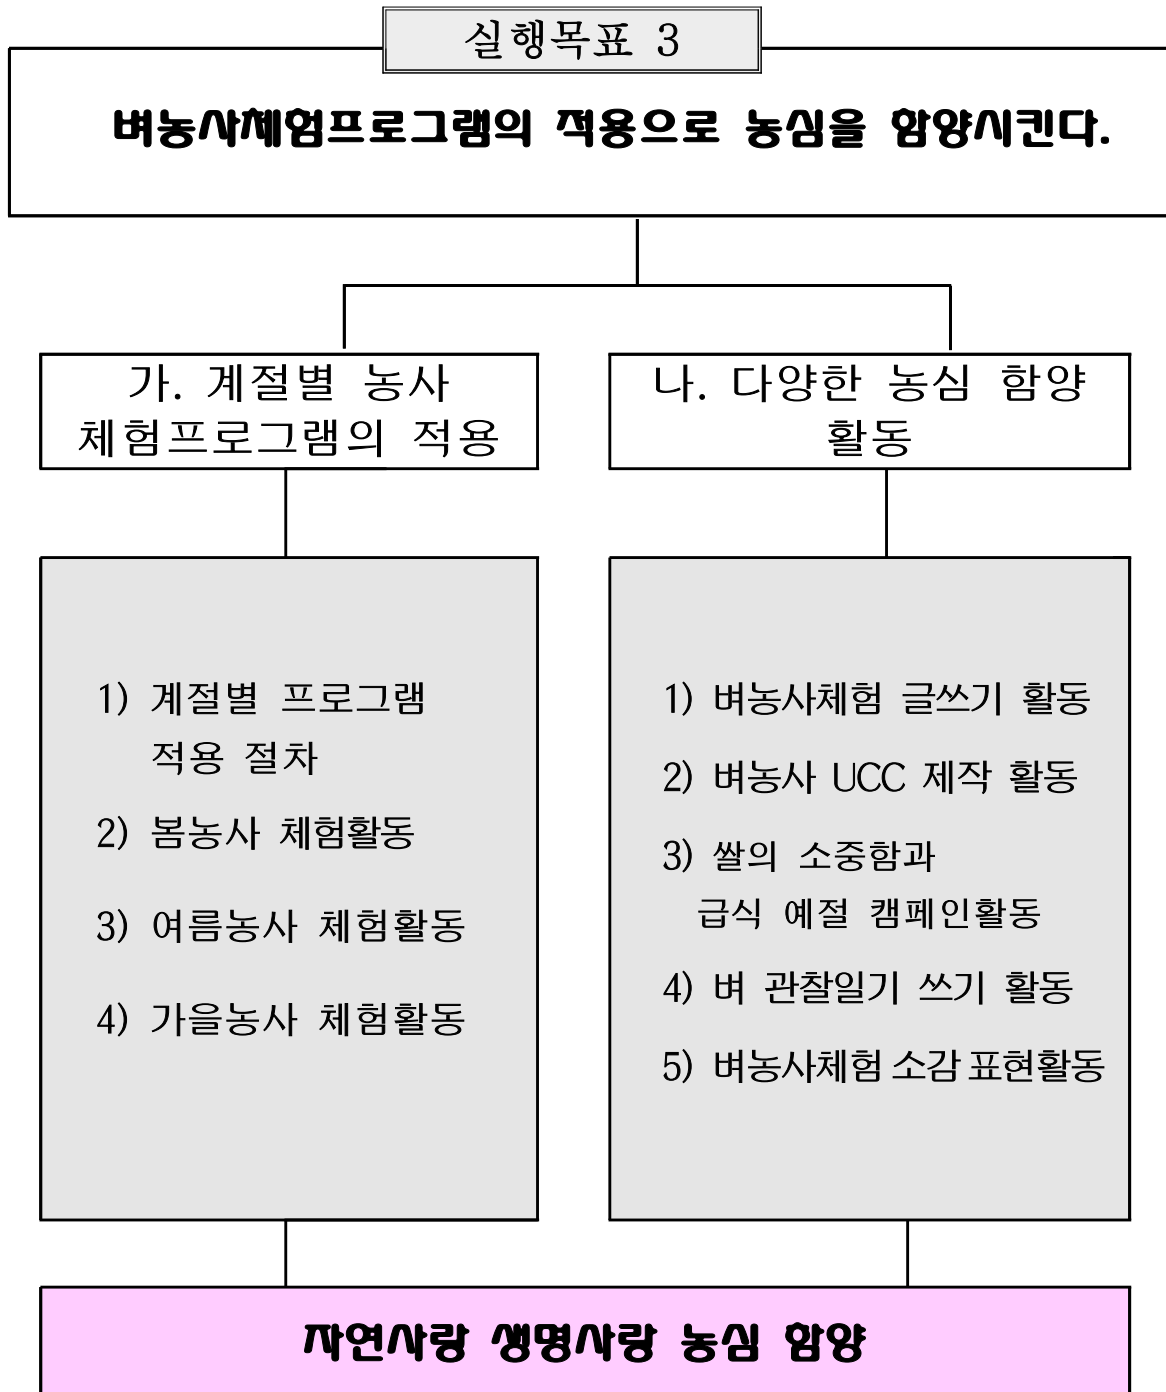 실행목표 3
벼농사체험프로그램의 적용으로 농심을 함양시킨다.
가. 계절별 농사
체험프로그램의 적용
나. 다양한 농심 함양
활동
1) 계절별 프로그램
적용 절차
2) 봄농사 체험활동
3) 여름농사 체험활동
4) 가을농사 체험활동
1) 벼농사체험 글쓰기 활동
2) 벼농사 UCC 제작 활동
3) 쌀의 소중함과
급식 예절 캠페인활동
4) 벼 관찰일기 쓰기 활동
5) 벼농사체험 소감 표현활동
자연사랑 생명사랑 농심 함양